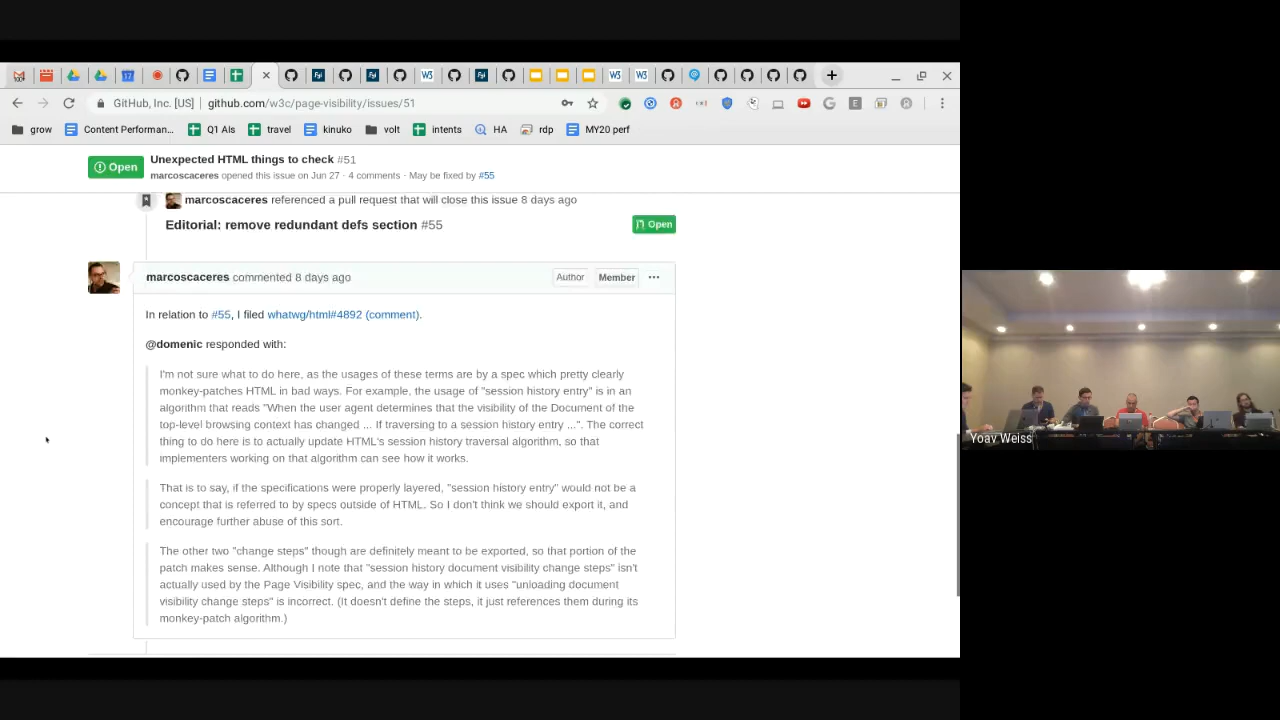 GitHub, Inc. [US] | github.com/w3c/page-visibility/issues/51
grow Content Performan... Q1 AIs travel kinuko volt intents HA rdp MY20 perf
Open Unexpected HTML things to check #51
marcoscaceres opened this issue on Jun 27 · 4 comments · May be fixed by #55
marcoscaceres referenced a pull request that will close this issue 8 days ago
Editorial: remove redundant defs section #55 Open
marcoscaceres commented 8 days ago Author Member ...
In relation to #55, I filed whatwg/html#4892 (comment).
@domenic responded with:
I'm not sure what to do here, as the usages of these terms are by a spec which pretty clearly
monkey-patches HTML in bad ways. For example, the usage of "session history entry" is in an
algorithm that reads "When the user agent determines that the visibility of the Document of the
top-level browsing context has changed ... If traversing to a session history entry ...". The correct
thing to do here is to actually update HTML's session history traversal algorithm, so that
implementers working on that algorithm can see how it works.
That is to say, if the specifications were properly layered, "session history entry" would not be a
concept that is referred to by specs outside of HTML. So I don't think we should export it, and
encourage further abuse of this sort.
The other two "change steps" though are definitely meant to be exported, so that portion of the
patch makes sense. Although I note that "session history document visibility change steps" isn't
actually used by the Page Visibility spec, and the way in which it uses "unloading document
visibility change steps" is incorrect. (It doesn't define the steps, it just references them during its
monkey-patch algorithm.)
Yoav Weiss